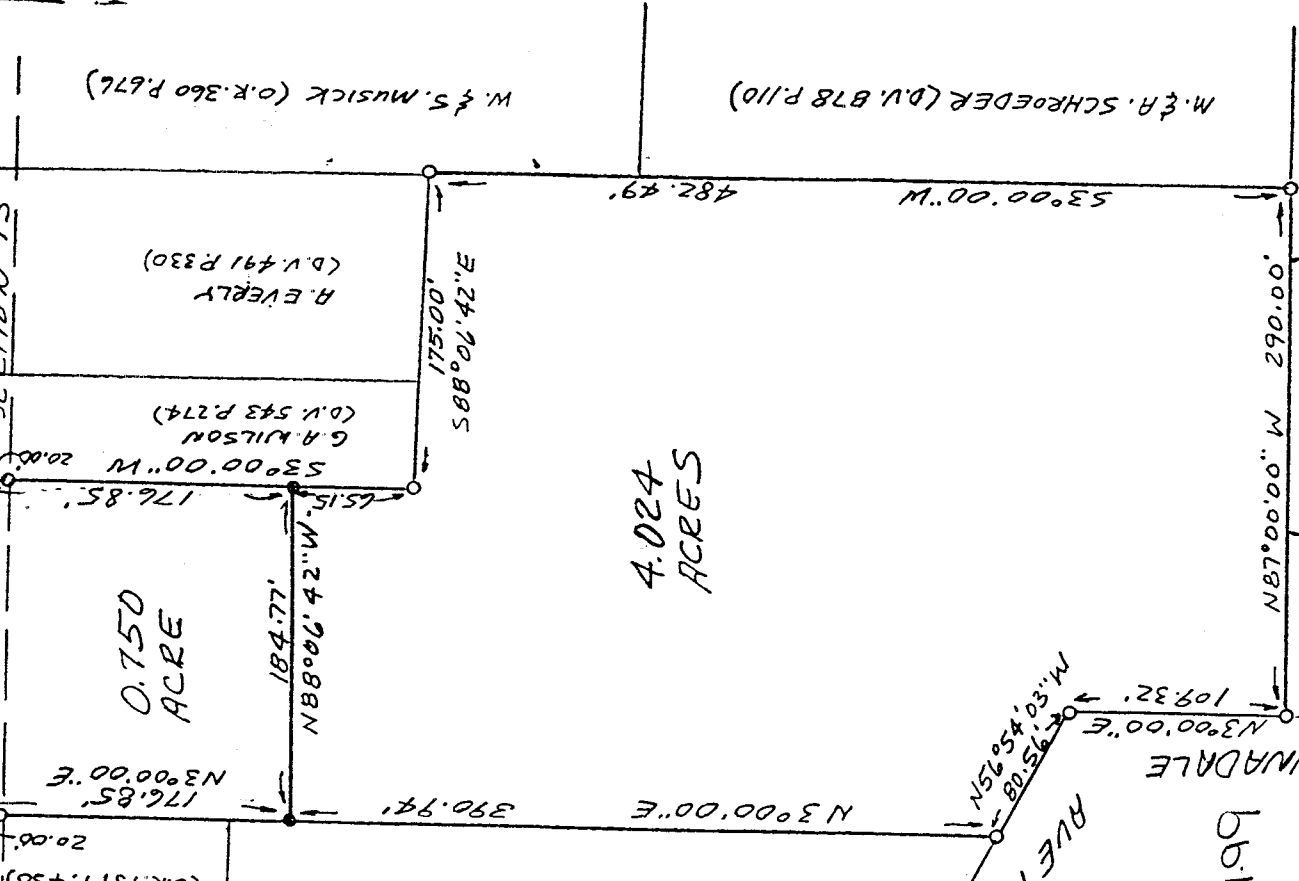 W. & S. MUSICK (O.R. 360 P. 676)
M. & A. SCHROEDER (D.V. 878 P. 110)
482.49'
S3°00'00"W
A. EVERLY
(D.V. 491 P. 330)
175.00'
S88°06'42"E
290.00'
N87°00'00" W
G. A. WILSON
(D.V. 543 P. 274)
S3°00'00"W
20.00'
176.85'
65.15'
184.77'
N88°06'42"W
4.024
ACRES
0.750
ACRE
N3°00'00"E
176.85'
20.00'
390.94'
N3°00'00"E
N56°54'03"W
80.56'
109.32'
N3°00'00"E
NADALE
AVE